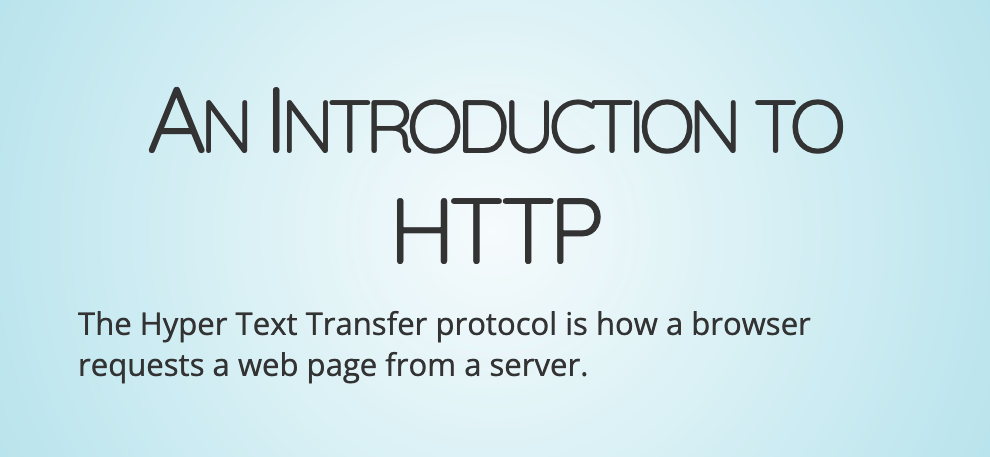 An Introduction to
HTTP
The Hyper Text Transfer protocol is how a browser
requests a web page from a server.